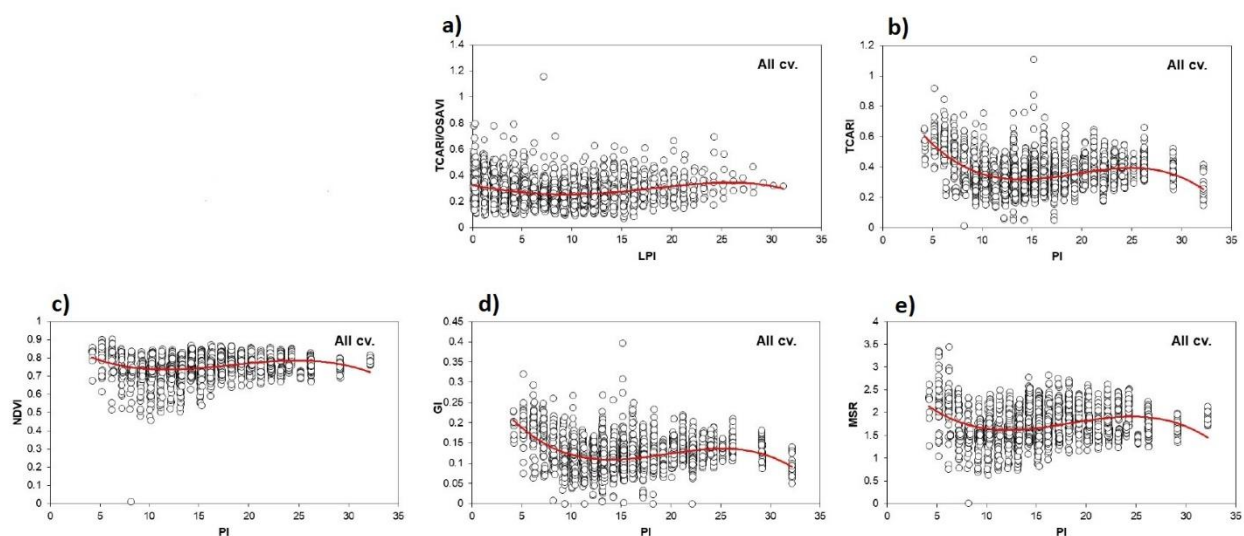 a)
All cv.
TCARI/OSAVI
1.4
1.2
1
0.8
0.6
0.4
0.2
0
0 5 10 15 20 25 30 35
LPI
b)
All cv.
TCARI
1.2
1
0.8
0.6
0.4
0.2
0
0 5 10 15 20 25 30 35
PI
c)
All cv.
NDVI
1
0.9
0.8
0.7
0.6
0.5
0.4
0.3
0.2
0.1
0
0 5 10 15 20 25 30 35
PI
d)
All cv.
GI
0.45
0.4
0.35
0.3
0.25
0.2
0.15
0.1
0.05
0
0 5 10 15 20 25 30 35
PI
e)
All cv.
MSR
4
3.5
3
2.5
2
1.5
1
0.5
0
0 5 10 15 20 25 30 35
PI